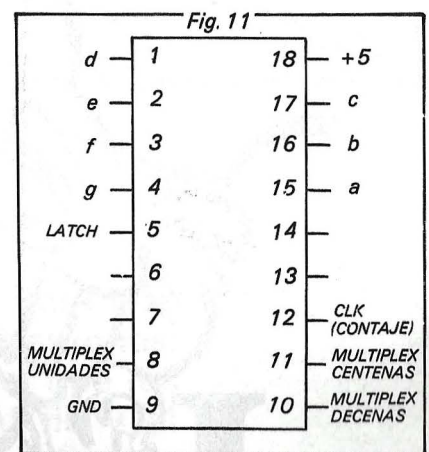 Fig. 11
d 1 18 +5
e 2 17 c
f 3 16 b
g 4 15 a
LATCH 5 14
6 13
7 12 CLK
(CONTAJE)
MULTIPLEX
UNIDADES 8 11 MULTIPLEX
CENTENAS
GND 9 10 MULTIPLEX
DECENAS